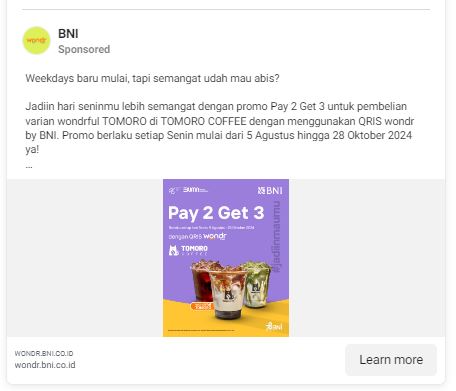 wondr
BNI
Sponsored
Weekdays baru mulai, tapi semangat udah mau abis?
Jadiin hari seninmu lebih semangat dengan promo Pay 2 Get 3 untuk pembelian
varian wondrful TOMORO di TOMORO COFFEE dengan menggunakan QRIS wondr
by BNI. Promo berlaku setiap Senin mulai dari 5 Agustus hingga 28 Oktober 2024
ya!
...
BUMN
BNI
Pay 2 Get 3
dengan QRIS wondr
TOMORO
COFFEE
#jadiinmaumu
BNI
WONDR.BNI.CO.ID
wondr.bni.co.id
Learn more